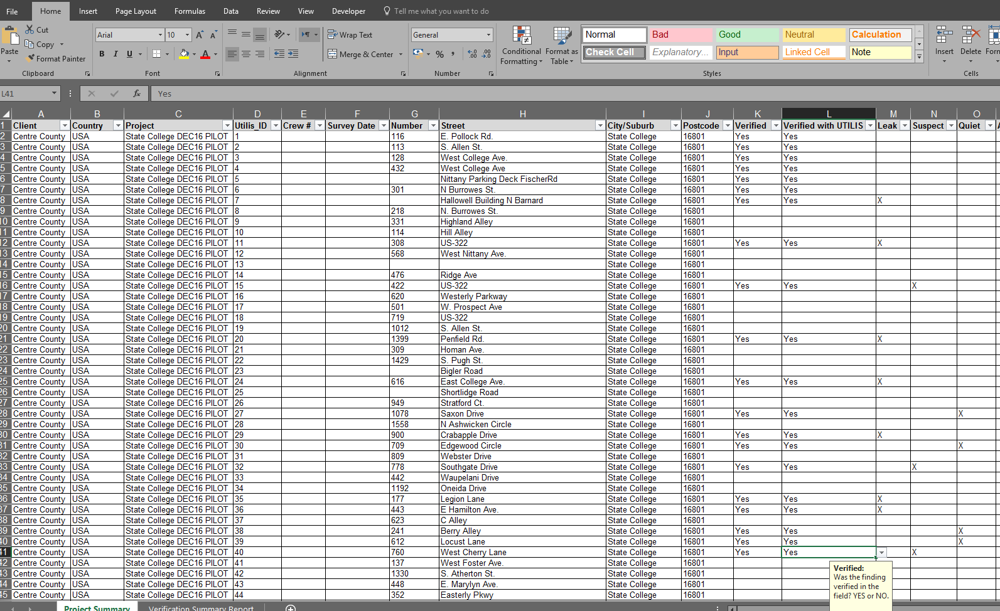 File Home Insert Page Layout Formulas Data Review View Developer Tell me what you want to do
Cut
Copy
Format Painter
Paste
Clipboard
Arial 10
B I U
Font
Wrap Text
Merge & Center
Alignment
General
% ,
Number
Conditional Formatting
Format as Table
Normal Bad Good Neutral Calculation
Check Cell Explanatory... Input Linked Cell Note
Styles
Insert Delete
Cells
L41 fx Yes
A B C D E F G H I J K L M N O
1 Client Country Project Utilis_ID Crew # Survey Date Number Street City/Suburb Postcode Verified Verified with UTILIS Leak Suspect Quiet
2 Centre County USA State College DEC16 PILOT 1 116 E. Pollock Rd. State College 16801 Yes Yes
3 Centre County USA State College DEC16 PILOT 2 113 S. Allen St. State College 16801 Yes Yes
4 Centre County USA State College DEC16 PILOT 3 128 West College Ave. State College 16801 Yes Yes
5 Centre County USA State College DEC16 PILOT 4 432 West College Ave State College 16801 Yes Yes
6 Centre County USA State College DEC16 PILOT 5 Nittany Parking Deck FischerRd State College 16801 Yes Yes
7 Centre County USA State College DEC16 PILOT 6 301 N Burrowes St. State College 16801 Yes Yes
8 Centre County USA State College DEC16 PILOT 7 Hallowell Building N Barnard State College 16801 Yes Yes X
9 Centre County USA State College DEC16 PILOT 8 218 N. Burrowes St. State College 16801
10 Centre County USA State College DEC16 PILOT 9 331 Highland Alley State College 16801
11 Centre County USA State College DEC16 PILOT 10 114 Hill Alley State College 16801
12 Centre County USA State College DEC16 PILOT 11 308 US-322 State College 16801 Yes Yes X
13 Centre County USA State College DEC16 PILOT 12 568 West Nittany Ave. State College 16801
14 Centre County USA State College DEC16 PILOT 13 State College 16801
15 Centre County USA State College DEC16 PILOT 14 476 Ridge Ave State College 16801
16 Centre County USA State College DEC16 PILOT 15 422 US-322 State College 16801 Yes Yes X
17 Centre County USA State College DEC16 PILOT 16 620 Westerly Parkway State College 16801
18 Centre County USA State College DEC16 PILOT 17 501 W. Prospect Ave State College 16801
19 Centre County USA State College DEC16 PILOT 18 719 US-322 State College 16801
20 Centre County USA State College DEC16 PILOT 19 1012 S. Allen St. State College 16801
21 Centre County USA State College DEC16 PILOT 20 1399 Penfield Rd. State College 16801 Yes Yes X
22 Centre County USA State College DEC16 PILOT 21 309 Homan Ave. State College 16801
23 Centre County USA State College DEC16 PILOT 22 1429 S. Pugh St. State College 16801
24 Centre County USA State College DEC16 PILOT 23 Bigler Road State College 16801
25 Centre County USA State College DEC16 PILOT 24 616 East College Ave. State College 16801 Yes Yes X
26 Centre County USA State College DEC16 PILOT 25 Shortlidge Road State College 16801
27 Centre County USA State College DEC16 PILOT 26 949 Stratford Ct. State College 16801
28 Centre County USA State College DEC16 PILOT 27 1078 Saxon Drive State College 16801 Yes Yes X
29 Centre County USA State College DEC16 PILOT 28 1558 N Ashwicken Circle State College 16801
30 Centre County USA State College DEC16 PILOT 29 900 Crabapple Drive State College 16801 Yes Yes X
31 Centre County USA State College DEC16 PILOT 30 709 Edgewood Circle State College 16801 Yes Yes X
32 Centre County USA State College DEC16 PILOT 31 809 Webster Drive State College 16801
33 Centre County USA State College DEC16 PILOT 32 778 Southgate Drive State College 16801 Yes Yes X
34 Centre County USA State College DEC16 PILOT 33 442 Waupelani Drive State College 16801
35 Centre County USA State College DEC16 PILOT 34 1192 Oneida Drive State College 16801
36 Centre County USA State College DEC16 PILOT 35 177 Legion Lane State College 16801 Yes Yes X
37 Centre County USA State College DEC16 PILOT 36 443 E Hamilton Ave. State College 16801 Yes Yes X
38 Centre County USA State College DEC16 PILOT 37 623 C Alley State College 16801
39 Centre County USA State College DEC16 PILOT 38 241 Berry Alley State College 16801 Yes Yes X
40 Centre County USA State College DEC16 PILOT 39 612 Locust Lane State College 16801 Yes Yes X
41 Centre County USA State College DEC16 PILOT 40 760 West Cherry Lane State College 16801 Yes Yes X
42 Centre County USA State College DEC16 PILOT 41 137 West Foster Ave. State College 16801
43 Centre County USA State College DEC16 PILOT 42 1330 S. Atherton St. State College 16801
44 Centre County USA State College DEC16 PILOT 43 448 E. Marylyn Ave. State College 16801
45 Centre County USA State College DEC16 PILOT 44 352 Easterly Pkwy State College 16801
Verified:
Was the finding
verified in the
field? YES or NO.
Project Summary Verification Summary Report